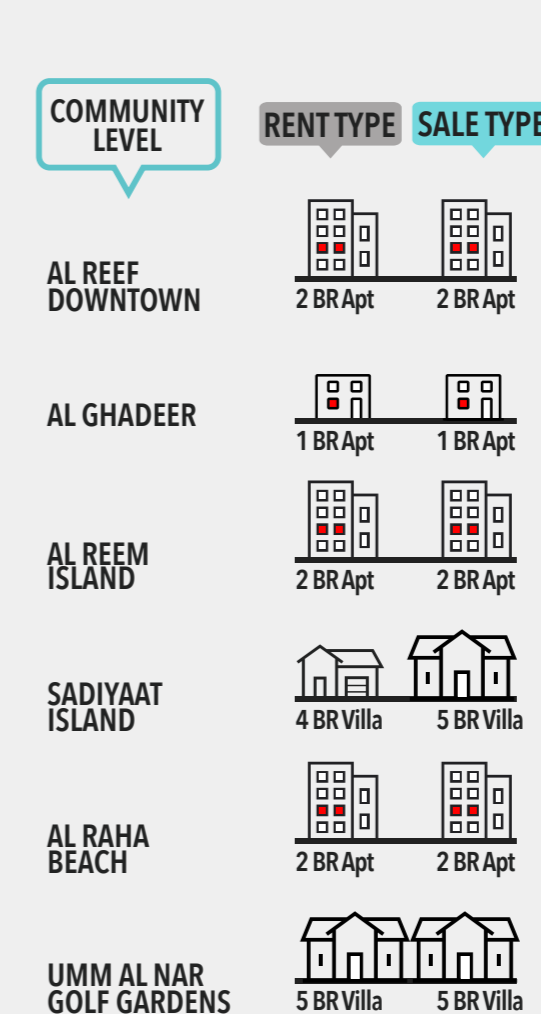 COMMUNITY
LEVEL
RENT TYPE
SALE TYPE
AL REEF
DOWNTOWN
2 BR Apt
2 BR Apt
AL GHADEER
1 BR Apt
1 BR Apt
AL REEM
ISLAND
2 BR Apt
2 BR Apt
SADIYAAT
ISLAND
4 BR Villa
5 BR Villa
AL RAHA
BEACH
2 BR Apt
2 BR Apt
UMM AL NAR
GOLF GARDENS
5 BR Villa
5 BR Villa